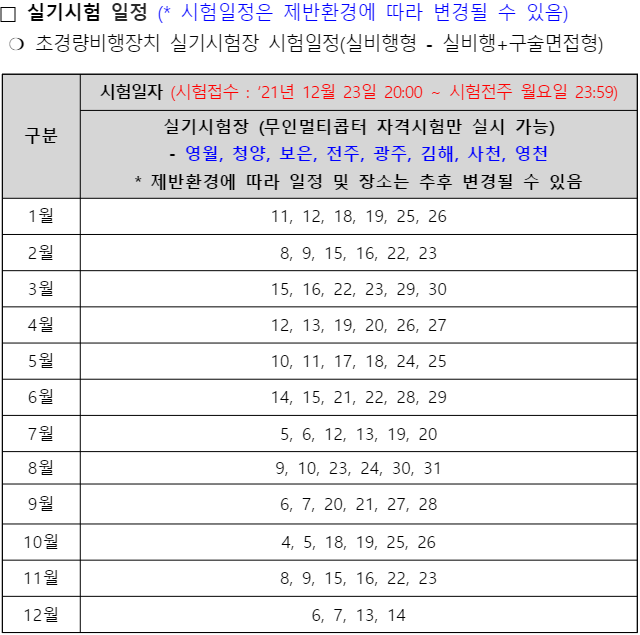 □ 실기시험 일정 (* 시험일정은 제반환경에 따라 변경될 수 있음)
❍ 초경량비행장치 실기시험장 시험일정(실비행형 - 실비행+구술면접형)
구분
시험일자 (시험접수 : ‘21년 12월 23일 20:00 ~ 시험전주 월요일 23:59)
실기시험장 (무인멀티콥터 자격시험만 실시 가능)
- 영월, 청양, 보은, 전주, 광주, 김해, 사천, 영천
* 제반환경에 따라 일정 및 장소는 추후 변경될 수 있음
1월 11, 12, 18, 19, 25, 26
2월 8, 9, 15, 16, 22, 23
3월 15, 16, 22, 23, 29, 30
4월 12, 13, 19, 20, 26, 27
5월 10, 11, 17, 18, 24, 25
6월 14, 15, 21, 22, 28, 29
7월 5, 6, 12, 13, 19, 20
8월 9, 10, 23, 24, 30, 31
9월 6, 7, 20, 21, 27, 28
10월 4, 5, 18, 19, 25, 26
11월 8, 9, 15, 16, 22, 23
12월 6, 7, 13, 14